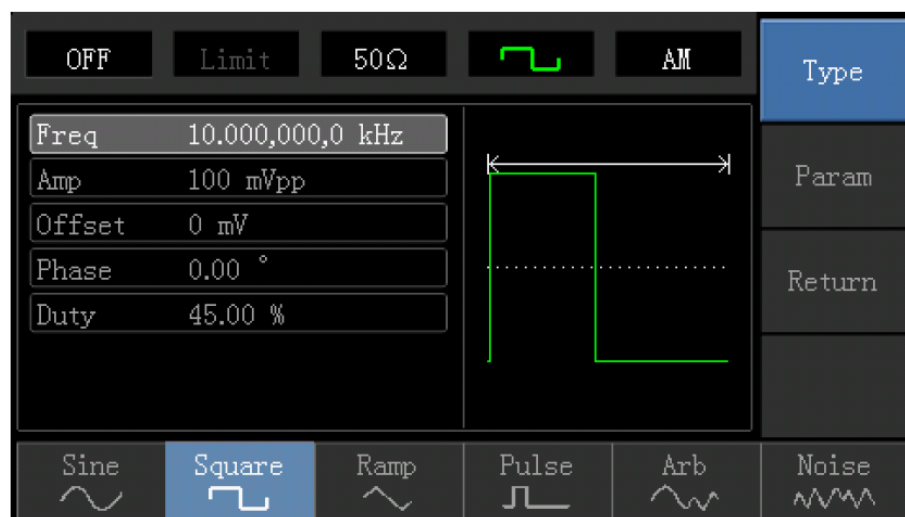 OFF Limit 50Ω AM Type
Freq 10.000,000,0 kHz
Amp 100 mVpp
Offset 0 mV
Phase 0.00 °
Duty 45.00 %
Param
Return
Sine Square Ramp Pulse Arb Noise